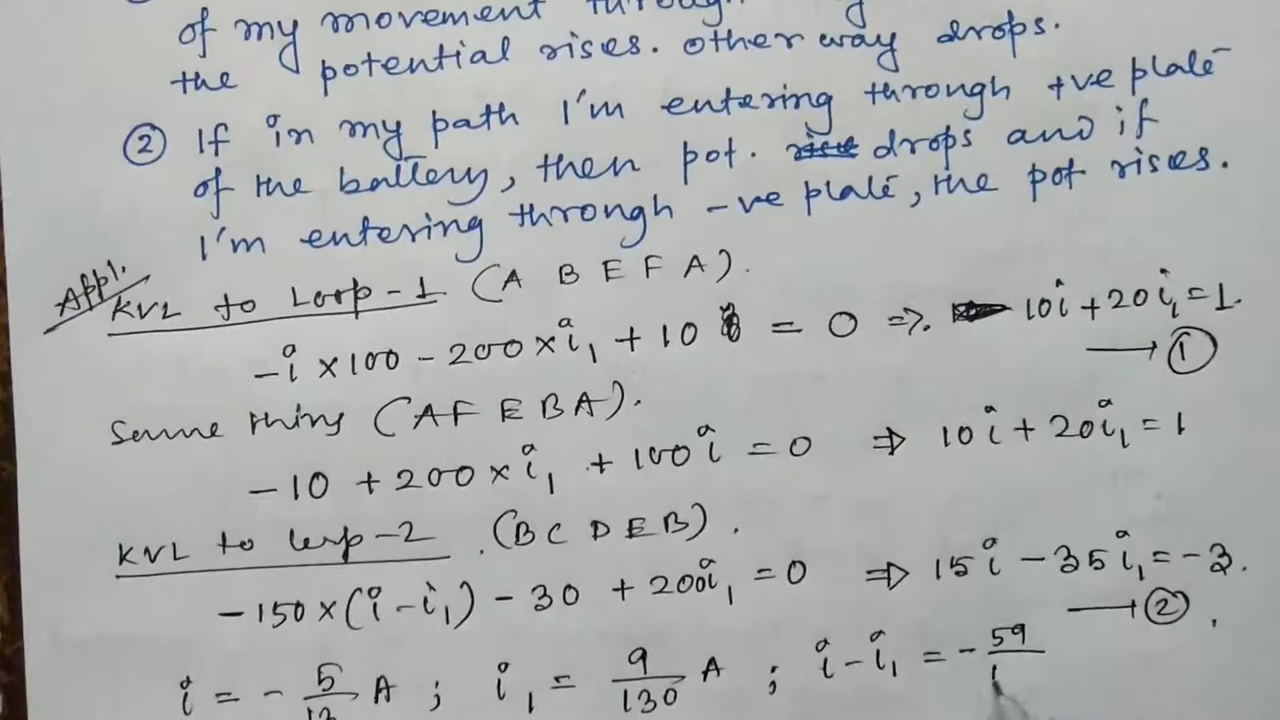 of my movement through
the potential rises. other way drops.
② If in my path I'm entering through +ve plate
of the battery, then pot. drops and if
I'm entering through -ve plate, the pot rises.
Appl.
KVL to Loop-1 (A B E F A).
-i × 100 - 200 × i₁ + 10 = 0 ⇒ 10i + 20i₁ = 1.
→ ①
Same thing (A F E B A).
-10 + 200 × i₁ + 100i = 0 ⇒ 10i + 20i₁ = 1
KVL to loop-2 (B C D E B).
-150 × (i - i₁) - 30 + 200i₁ = 0 ⇒ 15i - 35i₁ = -3.
→ ②
i = - 5/13 A ; i₁ = 9/130 A ; i - i₁ = - 59